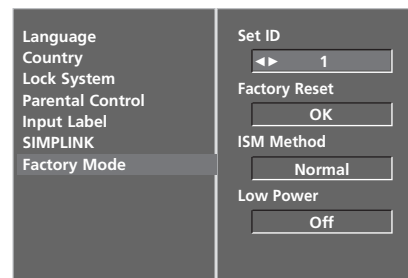 Language
Country
Lock System
Parental Control
Input Label
SIMPLINK
Factory Mode
Set ID
◄► 1
Factory Reset
OK
ISM Method
Normal
Low Power
Off